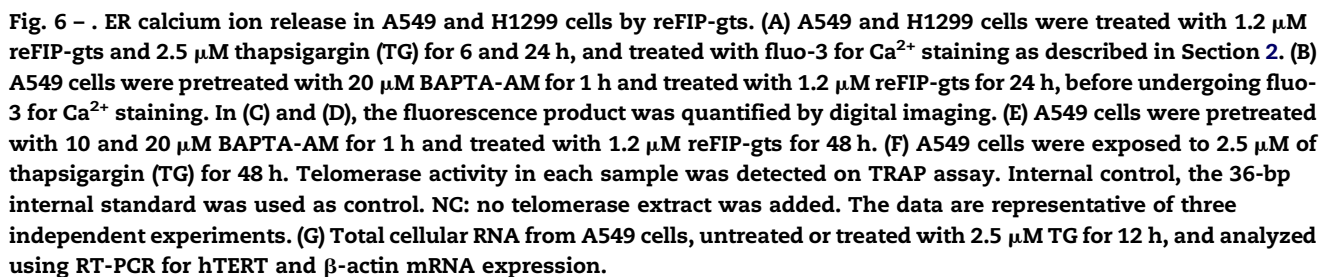 Fig. 6 – . ER calcium ion release in A549 and H1299 cells by reFIP-gts. (A) A549 and H1299 cells were treated with 1.2 μM
reFIP-gts and 2.5 μM thapsigargin (TG) for 6 and 24 h, and treated with fluo-3 for Ca²⁺ staining as described in Section 2. (B)
A549 cells were pretreated with 20 μM BAPTA-AM for 1 h and treated with 1.2 μM reFIP-gts for 24 h, before undergoing fluo-
3 for Ca²⁺ staining. In (C) and (D), the fluorescence product was quantified by digital imaging. (E) A549 cells were pretreated
with 10 and 20 μM BAPTA-AM for 1 h and treated with 1.2 μM reFIP-gts for 48 h. (F) A549 cells were exposed to 2.5 μM of
thapsigargin (TG) for 48 h. Telomerase activity in each sample was detected on TRAP assay. Internal control, the 36-bp
internal standard was used as control. NC: no telomerase extract was added. The data are representative of three
independent experiments. (G) Total cellular RNA from A549 cells, untreated or treated with 2.5 μM TG for 12 h, and analyzed
using RT-PCR for hTERT and β-actin mRNA expression.